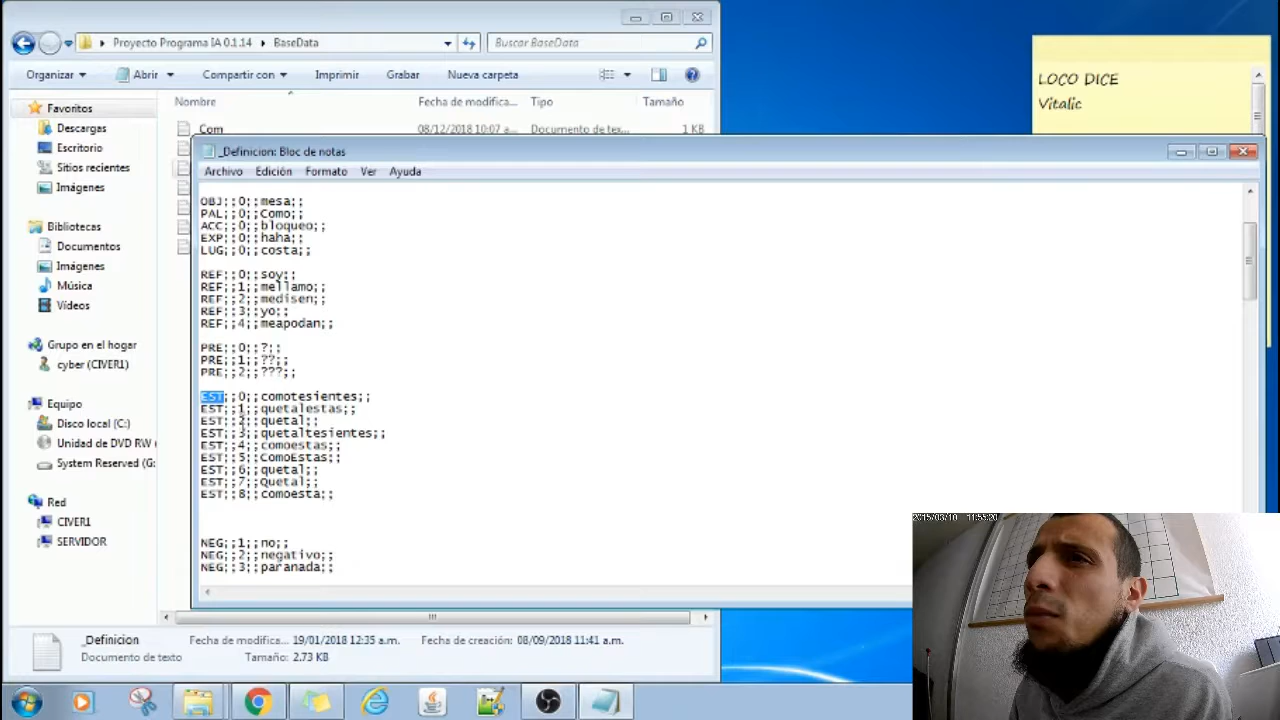 Proyecto Programa IA 0.1.14
BaseData
Buscar BaseData
Organizar
Abrir
Compartir con
Imprimir
Grabar
Nueva carpeta
Nombre
Fecha de modifica...
Tipo
Tamaño
Com
08/12/2018 10:07 a...
Documento de tex...
1 KB
Favoritos
Descargas
Escritorio
Sitios recientes
Imágenes
Bibliotecas
Documentos
Imágenes
Música
Vídeos
Grupo en el hogar
cyber (CIVER1)
Equipo
Disco local (C:)
Unidad de DVD RW (
System Reserved (G:
Red
CIVER1
SERVIDOR
_Definicion: Bloc de notas
Archivo Edición Formato Ver Ayuda
OBJ;;0;;mesa;;
PAL;;0;;Como;;
ACC;;0;;bloqueo;;
EXP;;0;;haha;;
LUG;;0;;costa;;
REF;;0;;soy;;
REF;;1;;mellamo;;
REF;;2;;medisen;;
REF;;3;;yo;;
REF;;4;;meapodan;;
PRE;;0;;?;;
PRE;;1;;??;;
PRE;;2;;???;;
EST;;0;;comotesientes;;
EST;;1;;quetalestas;;
EST;;2;;quetal;;
EST;;3;;quetaltesientes;;
EST;;4;;comoestas;;
EST;;5;;ComoEstas;;
EST;;6;;quetal;;
EST;;7;;Quetal;;
EST;;8;;comoesta;;
NEG;;1;;no;;
NEG;;2;;negativo;;
NEG;;3;;paranada;;
_Definicion
Documento de texto
Fecha de modifica... 19/01/2018 12:35 a.m.
Tamaño: 2.73 KB
Fecha de creación: 08/09/2018 11:41 a.m.
LOCO DICE
Vitalic
2015/03/10 11:55:20